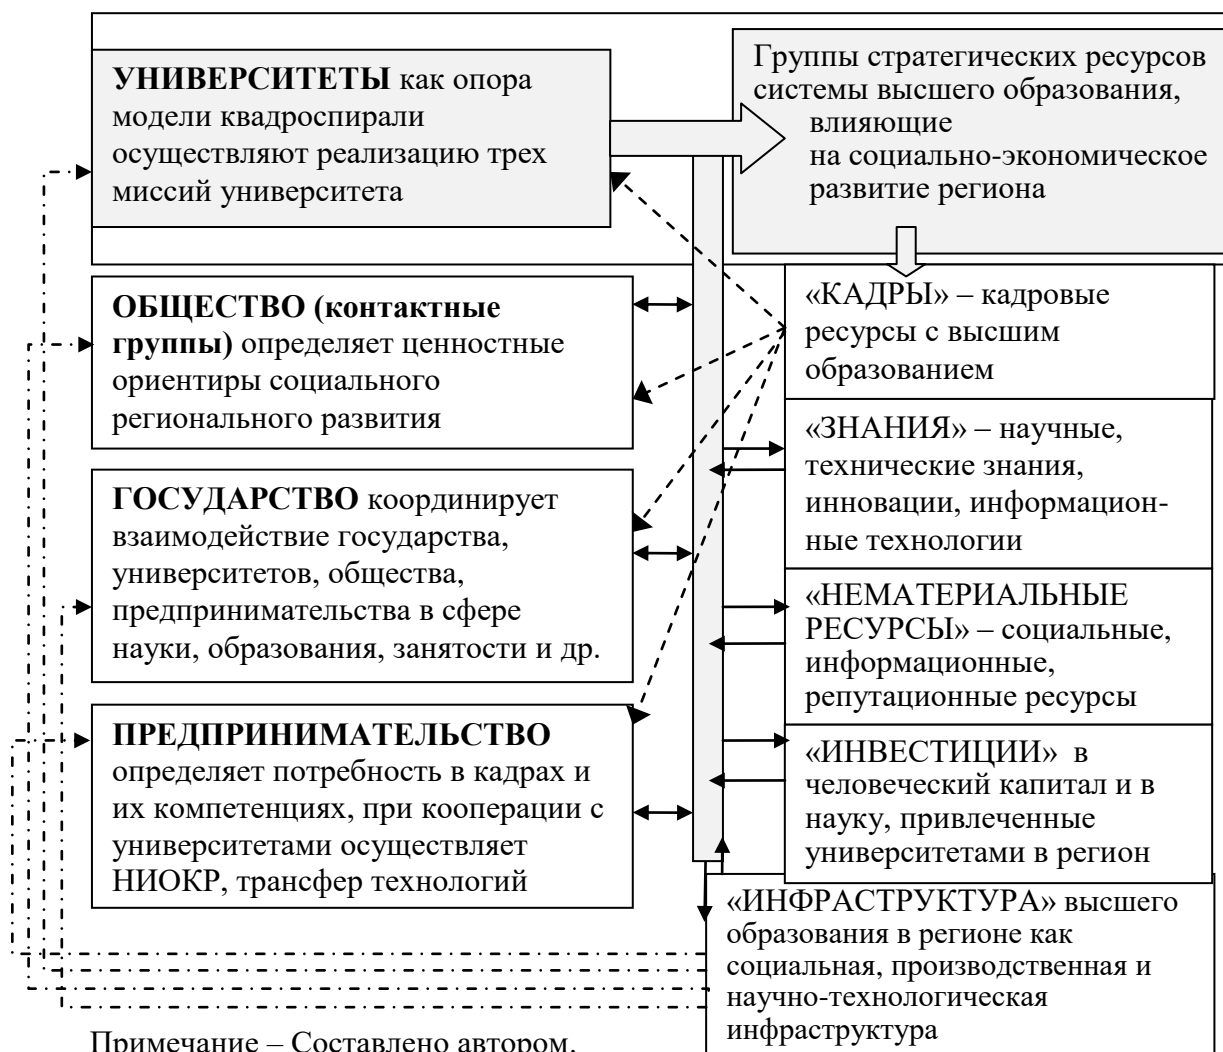 УНИВЕРСИТЕТЫ как опора
модели квадроспирали
осуществляют реализацию трех
миссий университета
Группы стратегических ресурсов
системы высшего образования,
влияющие
на социально-экономическое
развитие региона
ОБЩЕСТВО (контактные
группы) определяет ценностные
ориентиры социального
регионального развития
ГОСУДАРСТВО координирует
взаимодействие государства,
университетов, общества,
предпринимательства в сфере
науки, образования, занятости и др.
ПРЕДПРИНИМАТЕЛЬСТВО
определяет потребность в кадрах и
их компетенциях, при кооперации с
университетами осуществляет
НИОКР, трансфер технологий
«КАДРЫ» – кадровые
ресурсы с высшим
образованием
«ЗНАНИЯ» – научные,
технические знания,
инновации, информацион-
ные технологии
«НЕМАТЕРИАЛЬНЫЕ
РЕСУРСЫ» – социальные,
информационные,
репутационные ресурсы
«ИНВЕСТИЦИИ» в
человеческий капитал и в
науку, привлеченные
университетами в регион
«ИНФРАСТРУКТУРА» высшего
образования в регионе как
социальная, производственная и
научно-технологическая
инфраструктура
Примечание – Составлено автором.